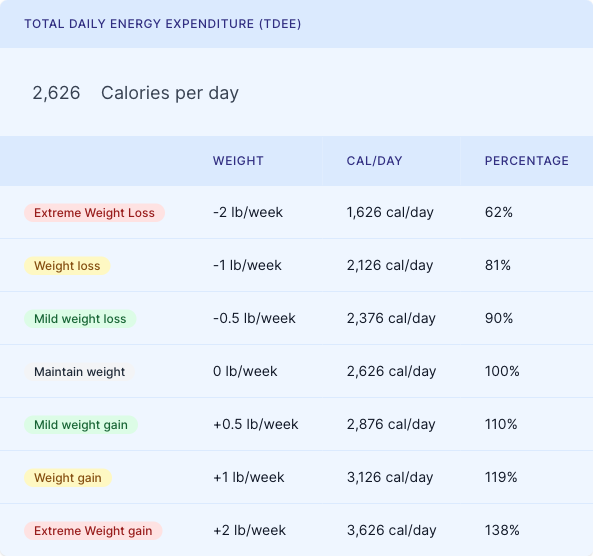 TOTAL DAILY ENERGY EXPENDITURE (TDEE)
2,626 Calories per day
WEIGHT CAL/DAY PERCENTAGE
Extreme Weight Loss -2 lb/week 1,626 cal/day 62%
Weight loss -1 lb/week 2,126 cal/day 81%
Mild weight loss -0.5 lb/week 2,376 cal/day 90%
Maintain weight 0 lb/week 2,626 cal/day 100%
Mild weight gain +0.5 lb/week 2,876 cal/day 110%
Weight gain +1 lb/week 3,126 cal/day 119%
Extreme Weight gain +2 lb/week 3,626 cal/day 138%